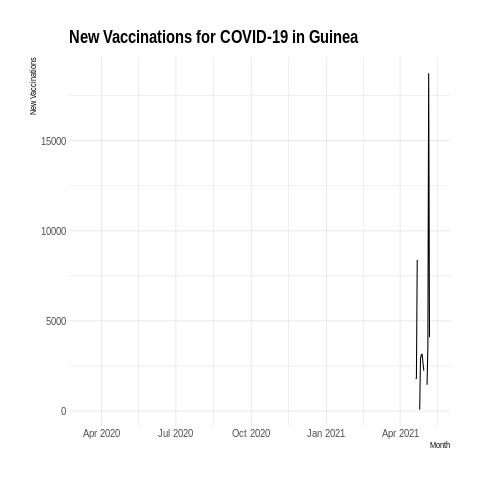 New Vaccinations for COVID-19 in Guinea
New Vaccinations
15000
10000
5000
0
Apr 2020
Jul 2020
Oct 2020
Jan 2021
Apr 2021
Month